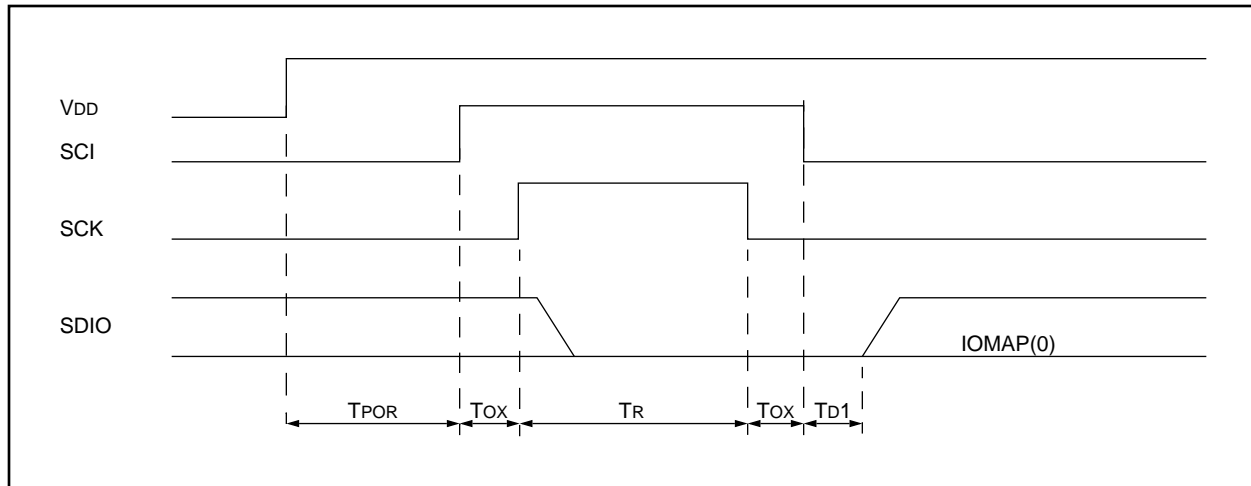 VDD
SCI
SCK
SDIO
IOMAP(0)
TPOR TOX TR TOX TD1